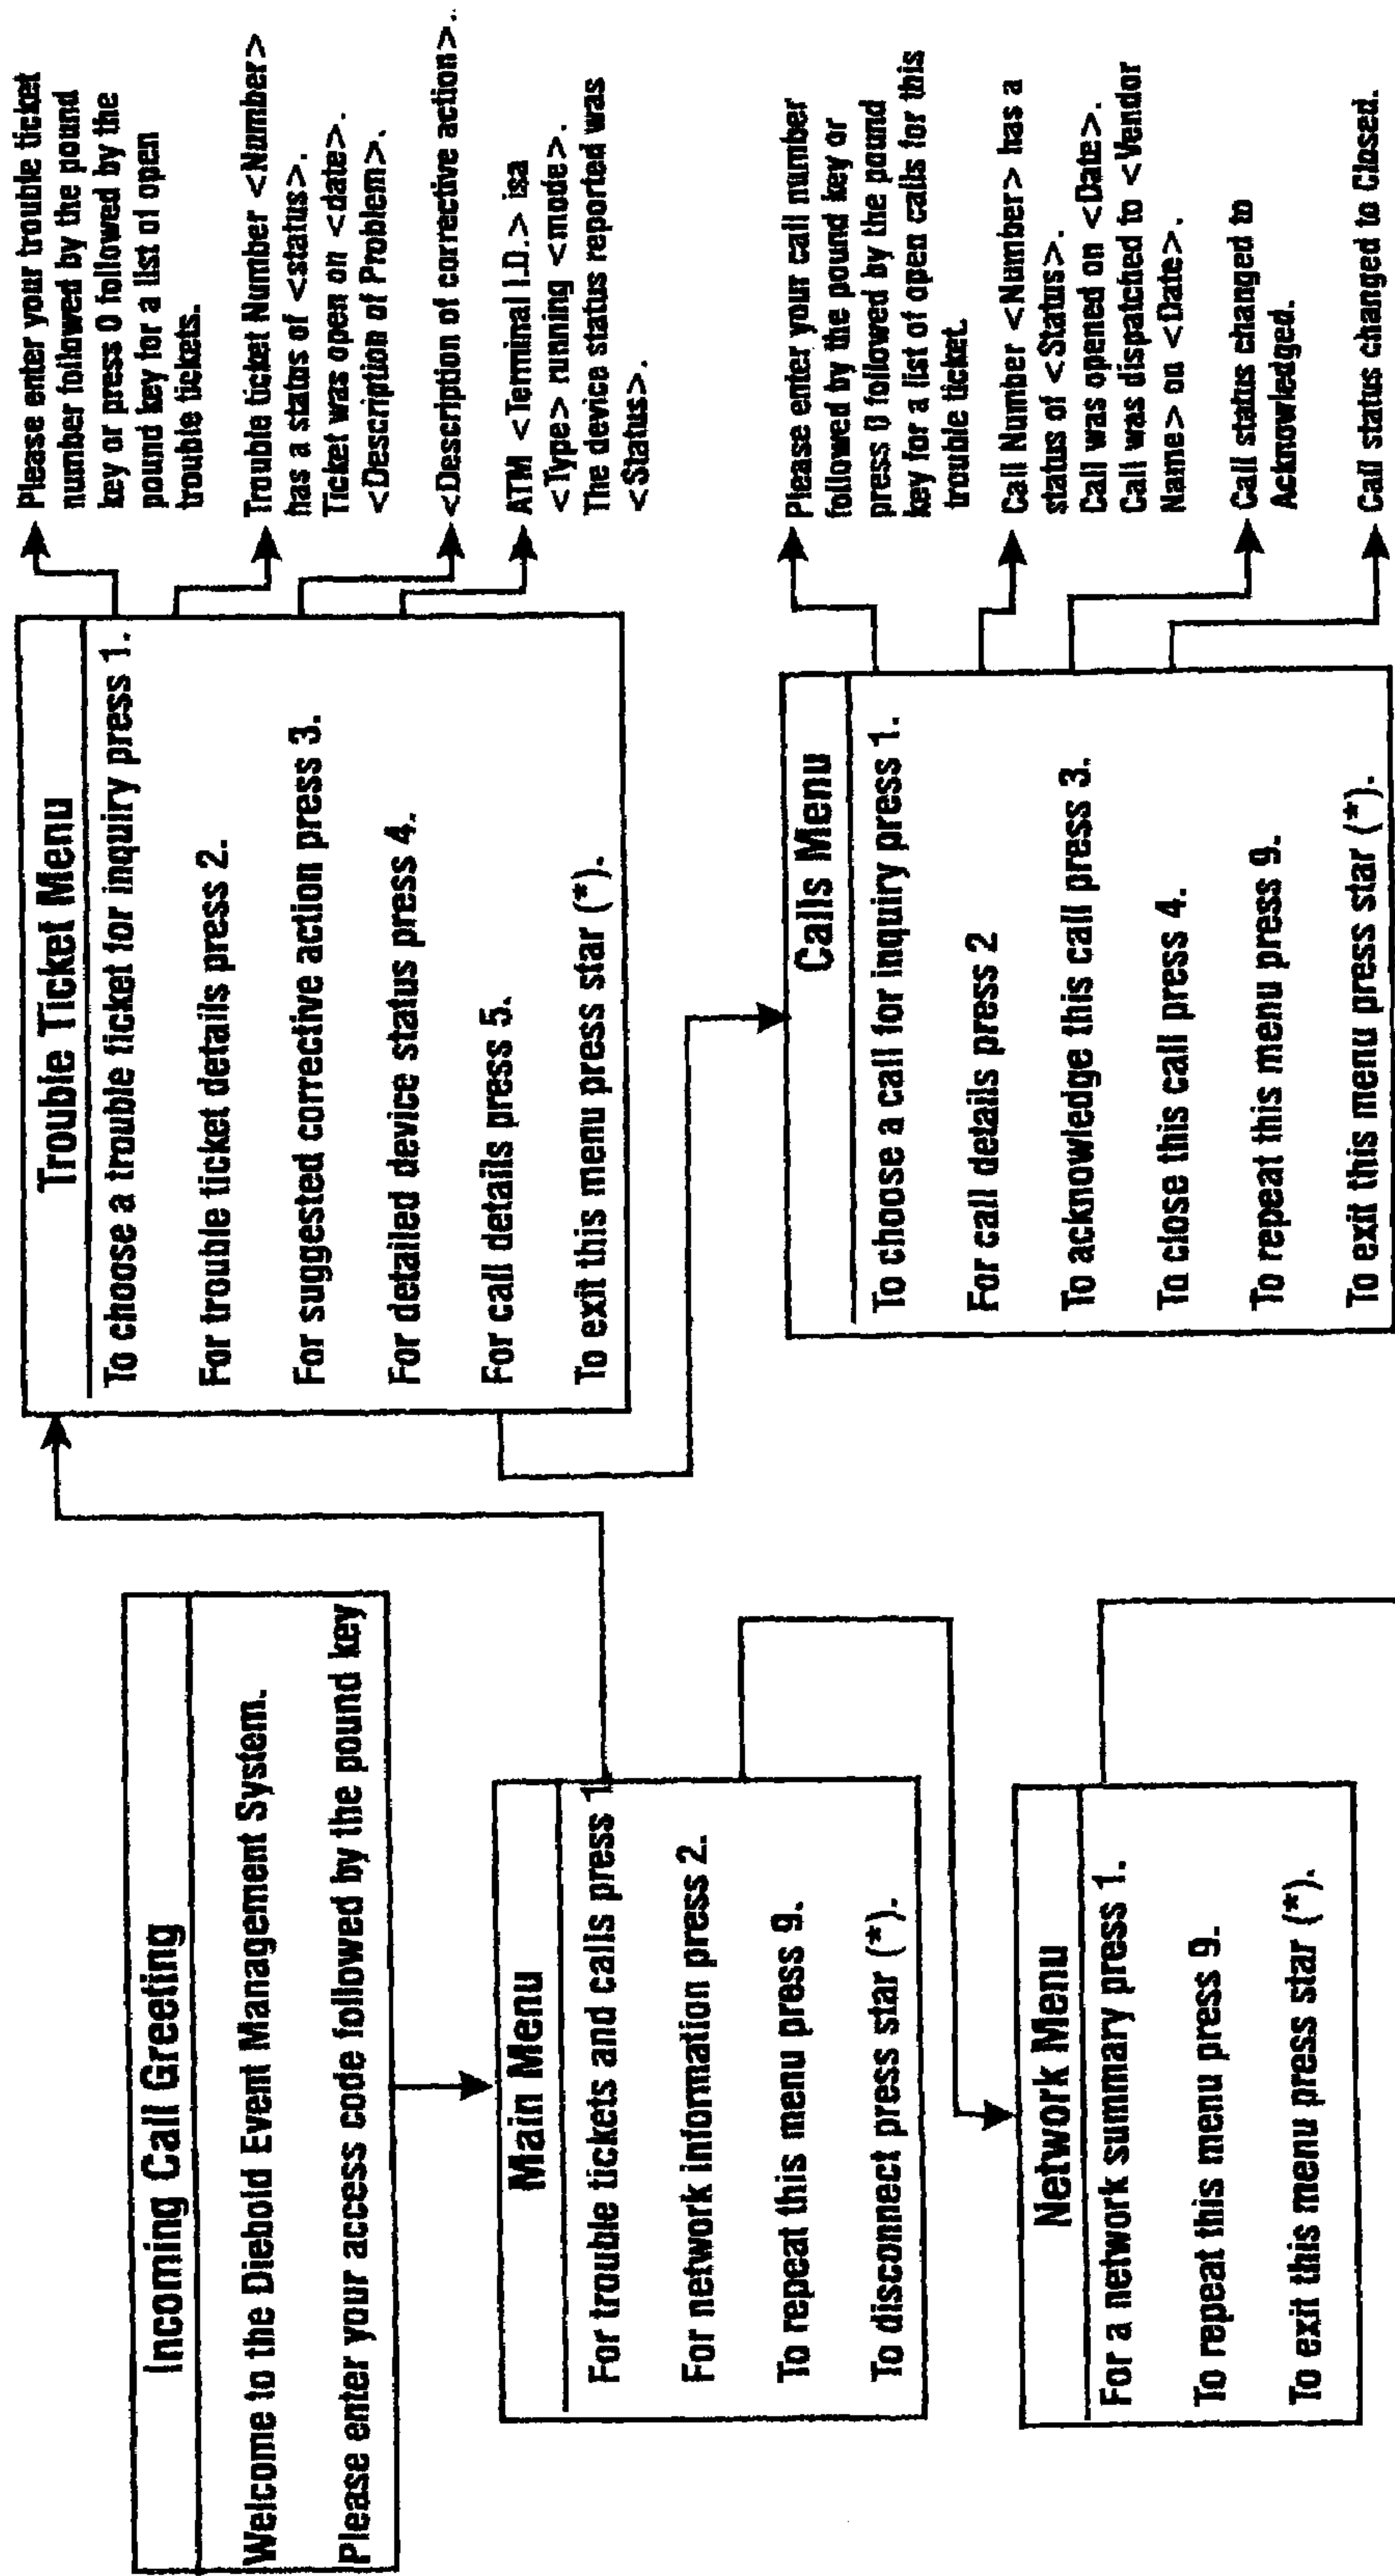 Incoming Call Greeting
Welcome to the Diebold Event Management System.
Please enter your access code followed by the pound key
Main Menu
For trouble tickets and calls press 1
For network information press 2.
To repeat this menu press 9.
To disconnect press star (*).
Network Menu
For a network summary press 1.
To repeat this menu press 9.
To exit this menu press star (*).
Trouble Ticket Menu
To choose a trouble ticket for inquiry press 1.
For trouble ticket details press 2.
For suggested corrective action press 3.
For detailed device status press 4.
For call details press 5.
To exit this menu press star (*).
Please enter your trouble ticket
number followed by the pound
key or press 0 followed by the
pound key for a list of open
trouble tickets.
Trouble ticket Number <Number>
has a status of <status>.
Ticket was open on <date>.
<Description of Problem>.
<Description of corrective action>.
ATM <Terminal I.D.> isa
<Type> running <mode>.
The device status reported was
<Status>.
Calls Menu
To choose a call for inquiry press 1.
For call details press 2
To acknowledge this call press 3.
To close this call press 4.
To repeat this menu press 9.
To exit this menu press star (*).
Please enter your call number
followed by the pound key or
press 0 followed by the pound
key for a list of open calls for this
trouble ticket.
Call Number <Number> has a
status of <Status>.
Call was opened on <Date>.
Call was dispatched to <Vendor
Name> on <Date>.
Call status changed to
Acknowledged.
Call status changed to Closed.